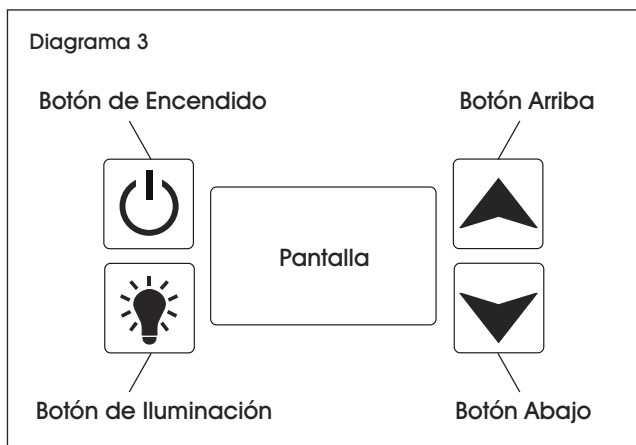 Diagrama 3
Botón de Encendido
Botón Arriba
Pantalla
Botón de Iluminación
Botón Abajo